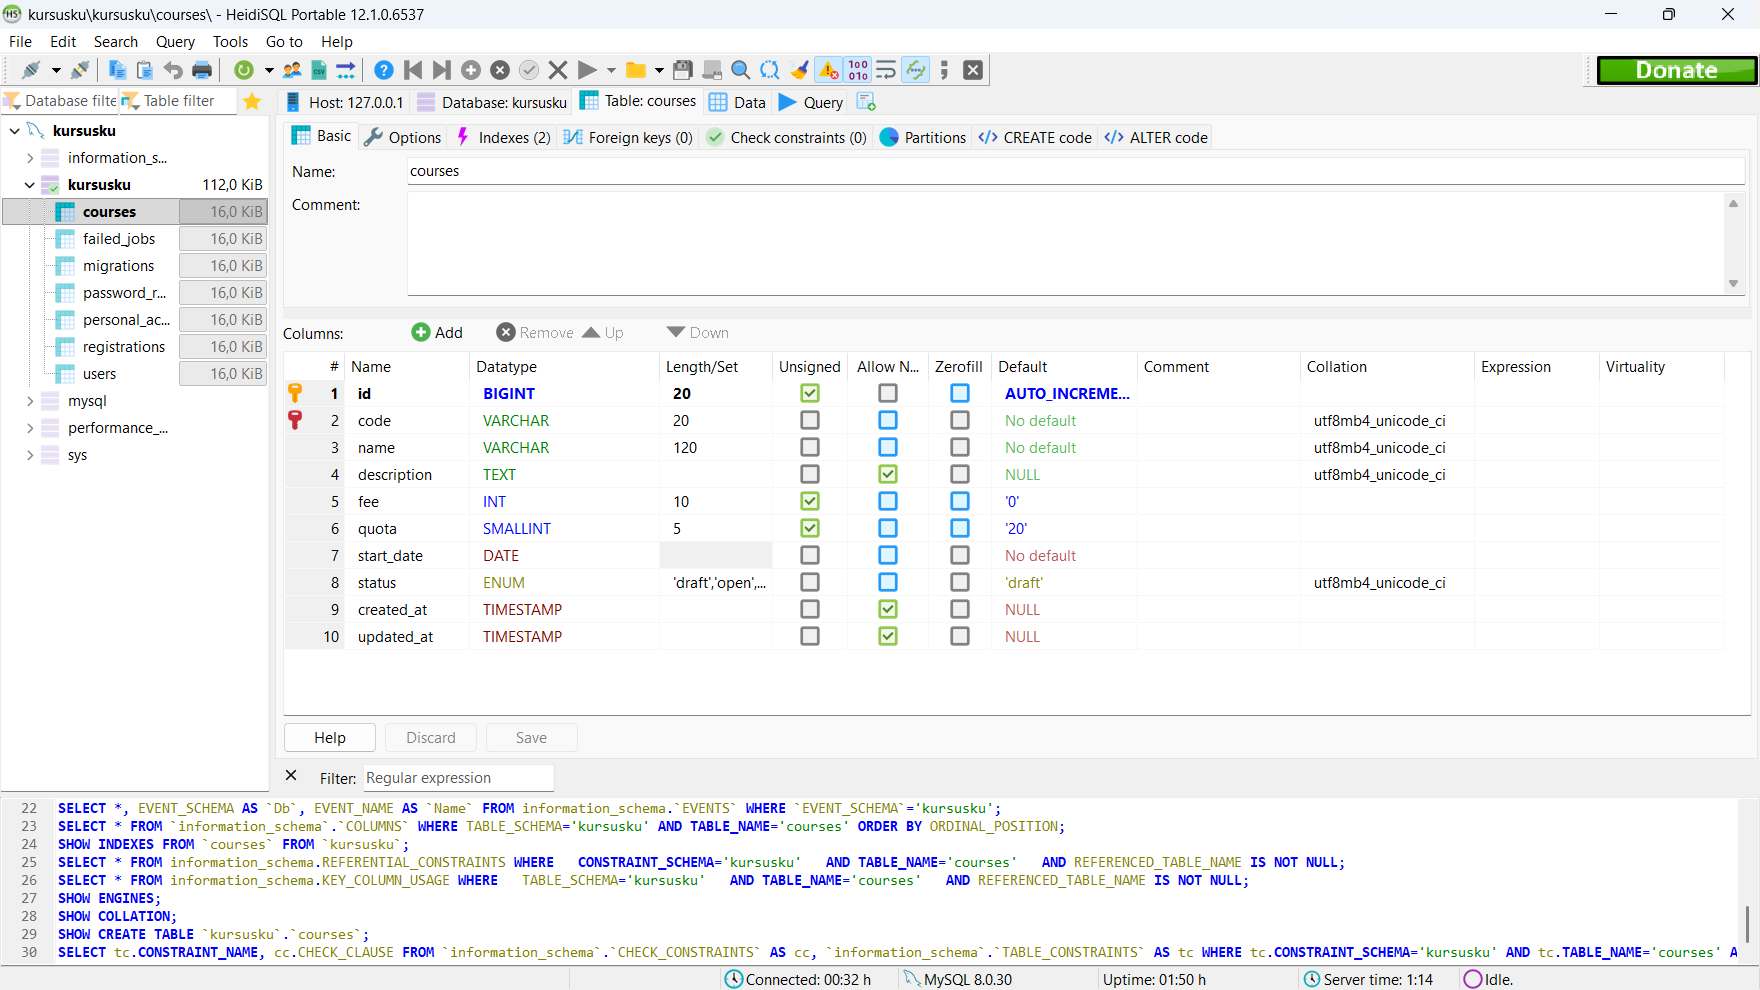 kursusku\kursusku\courses\ - HeidiSQL Portable 12.1.0.6537
File Edit Search Query Tools Go to Help
Donate
Database filte Table filter
Host: 127.0.0.1 Database: kursusku Table: courses Data Query
kursusku
information_s...
kursusku 112,0 KiB
courses 16,0 KiB
failed_jobs 16,0 KiB
migrations 16,0 KiB
password_r... 16,0 KiB
personal_ac... 16,0 KiB
registrations 16,0 KiB
users 16,0 KiB
mysql
performance_...
sys
Basic Options Indexes (2) Foreign keys (0) Check constraints (0) Partitions CREATE code ALTER code
Name: courses
Comment:
Columns: Add Remove Up Down
# Name Datatype Length/Set Unsigned Allow N... Zerofill Default Comment Collation Expression Virtuality
1 id BIGINT 20 AUTO_INCREME...
2 code VARCHAR 20 No default utf8mb4_unicode_ci
3 name VARCHAR 120 No default utf8mb4_unicode_ci
4 description TEXT NULL utf8mb4_unicode_ci
5 fee INT 10 '0'
6 quota SMALLINT 5 '20'
7 start_date DATE No default
8 status ENUM 'draft','open',... 'draft' utf8mb4_unicode_ci
9 created_at TIMESTAMP NULL
10 updated_at TIMESTAMP NULL
Help Discard Save
Filter: Regular expression
22 SELECT *, EVENT_SCHEMA AS `Db`, EVENT_NAME AS `Name` FROM information_schema.`EVENTS` WHERE `EVENT_SCHEMA`='kursusku';
23 SELECT * FROM `information_schema`.`COLUMNS` WHERE TABLE_SCHEMA='kursusku' AND TABLE_NAME='courses' ORDER BY ORDINAL_POSITION;
24 SHOW INDEXES FROM `courses` FROM `kursusku`;
25 SELECT * FROM information_schema.REFERENTIAL_CONSTRAINTS WHERE   CONSTRAINT_SCHEMA='kursusku'   AND TABLE_NAME='courses'   AND REFERENCED_TABLE_NAME IS NOT NULL;
26 SELECT * FROM information_schema.KEY_COLUMN_USAGE WHERE   TABLE_SCHEMA='kursusku'   AND TABLE_NAME='courses'   AND REFERENCED_TABLE_NAME IS NOT NULL;
27 SHOW ENGINES;
28 SHOW COLLATION;
29 SHOW CREATE TABLE `kursusku`.`courses`;
30 SELECT tc.CONSTRAINT_NAME, cc.CHECK_CLAUSE FROM `information_schema`.`CHECK_CONSTRAINTS` AS cc, `information_schema`.`TABLE_CONSTRAINTS` AS tc WHERE tc.CONSTRAINT_SCHEMA='kursusku' AND tc.TABLE_NAME='courses' A
Connected: 00:32 h MySQL 8.0.30 Uptime: 01:50 h Server time: 1:14 Idle.